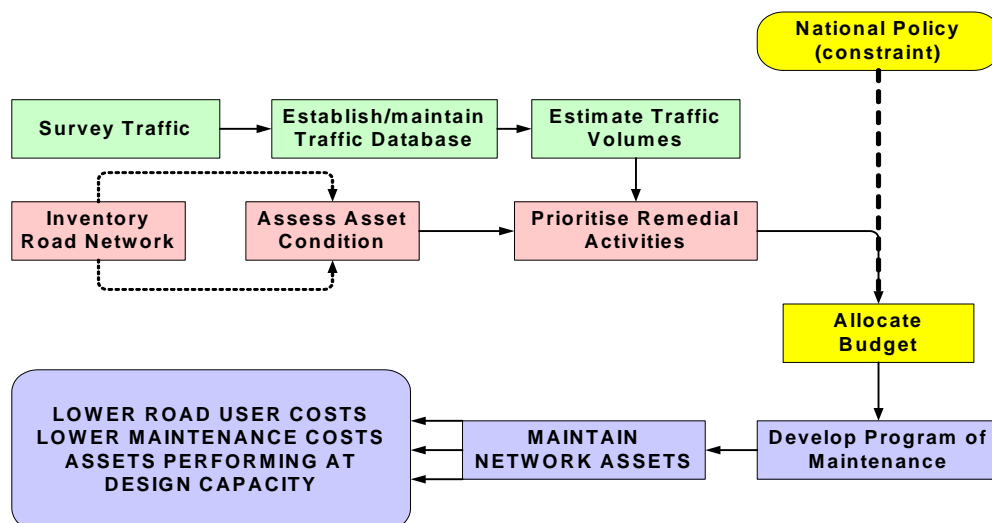 National Policy
(constraint)
Survey Traffic
Establish/maintain
Traffic Database
Estimate Traffic
Volumes
Inventory
Road Network
Assess Asset
Condition
Prioritise Remedial
Activities
Allocate
Budget
LOWER ROAD USER COSTS
LOWER MAINTENANCE COSTS
ASSETS PERFORMING AT
DESIGN CAPACITY
MAINTAIN
NETWORK ASSETS
Develop Program of
Maintenance